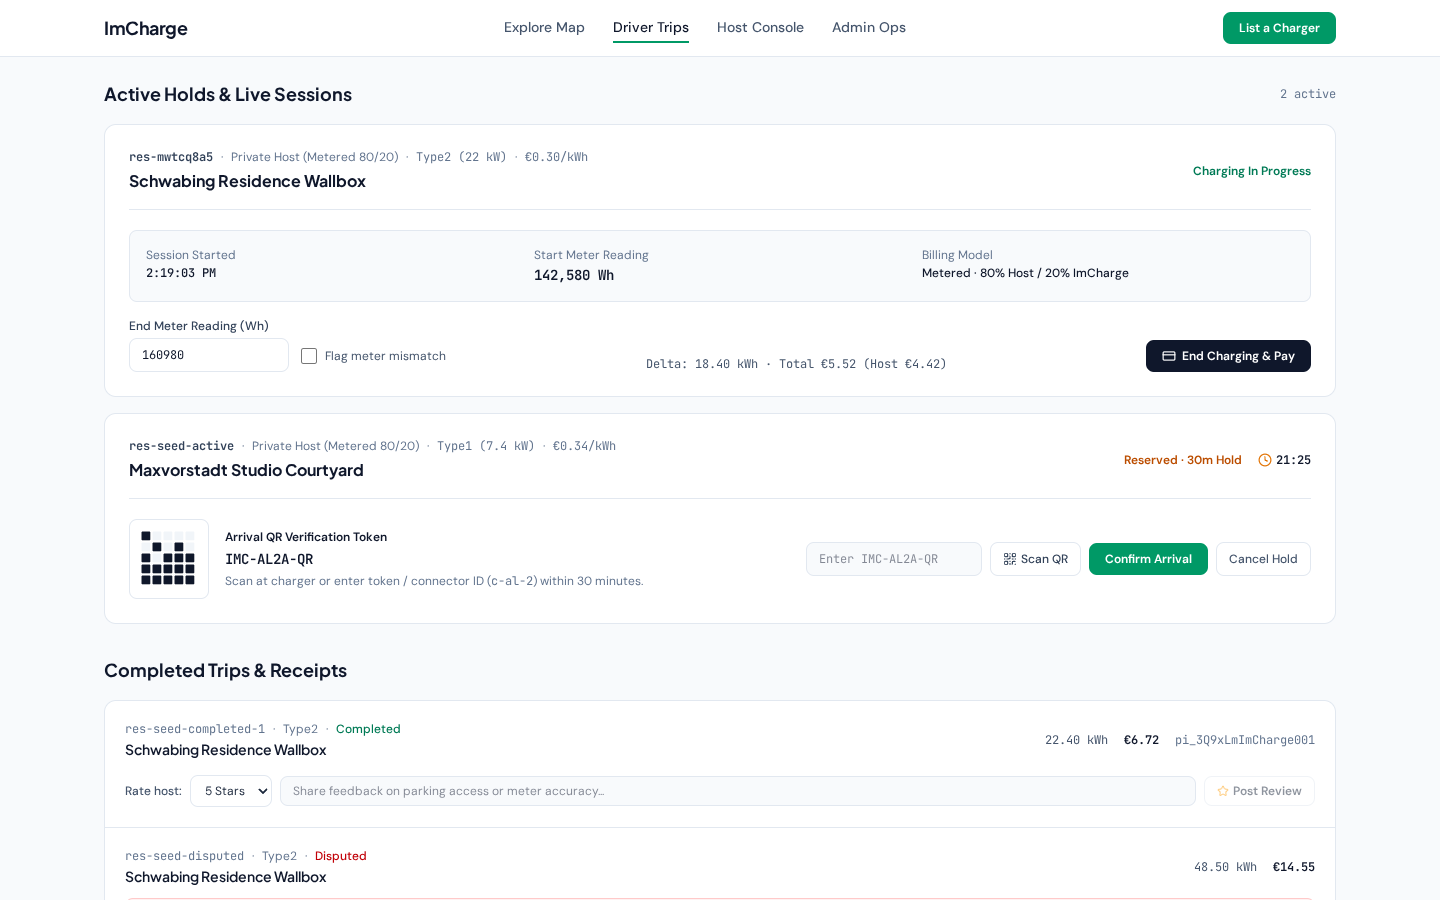 ImCharge
Explore Map
Driver Trips
Host Console
Admin Ops
List a Charger
Active Holds & Live Sessions
2 active
res-mwtcq8a5 · Private Host (Metered 80/20) · Type2 (22 kW) · €0.30/kWh
Schwabing Residence Wallbox
Charging In Progress
Session Started
2:19:03 PM
Start Meter Reading
142,580 Wh
Billing Model
Metered · 80% Host / 20% ImCharge
End Meter Reading (Wh)
160980
Flag meter mismatch
Delta: 18.40 kWh · Total €5.52 (Host €4.42)
End Charging & Pay
res-seed-active · Private Host (Metered 80/20) · Type1 (7.4 kW) · €0.34/kWh
Maxvorstadt Studio Courtyard
Reserved · 30m Hold
21:25
Arrival QR Verification Token
IMC-AL2A-QR
Scan at charger or enter token / connector ID (c-al-2) within 30 minutes.
Enter IMC-AL2A-QR
Scan QR
Confirm Arrival
Cancel Hold
Completed Trips & Receipts
res-seed-completed-1 · Type2 · Completed
Schwabing Residence Wallbox
22.40 kWh €6.72 pi_3Q9xLmImCharge001
Rate host:
5 Stars
Share feedback on parking access or meter accuracy...
Post Review
res-seed-disputed · Type2 · Disputed
Schwabing Residence Wallbox
48.50 kWh €14.55